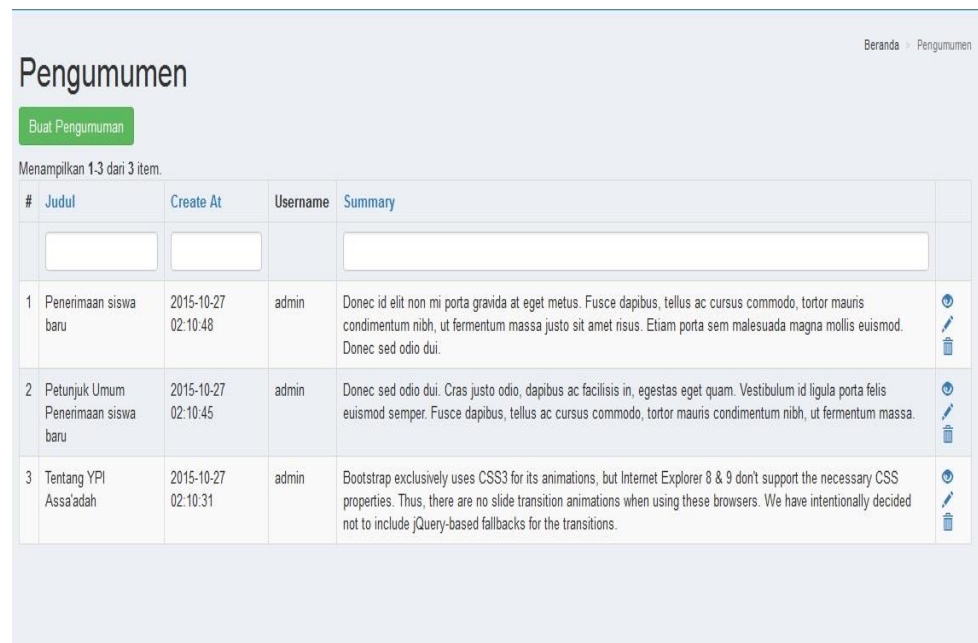 Beranda > Pengumumen
Pengumumen
Buat Pengumuman
Menampilkan 1-3 dari 3 item.
# Judul Create At Username Summary
1 Penerimaan siswa baru 2015-10-27 02:10:48 admin Donec id elit non mi porta gravida at eget metus. Fusce dapibus, tellus ac cursus commodo, tortor mauris
condimentum nibh, ut fermentum massa justo sit amet risus. Etiam porta sem malesuada magna mollis euismod.
Donec sed odio dui.
2 Petunjuk Umum Penerimaan siswa baru 2015-10-27 02:10:45 admin Donec sed odio dui. Cras justo odio, dapibus ac facilisis in, egestas eget quam. Vestibulum id ligula porta felis
euismod semper. Fusce dapibus, tellus ac cursus commodo, tortor mauris condimentum nibh, ut fermentum massa.
3 Tentang YPI Assa'adah 2015-10-27 02:10:31 admin Bootstrap exclusively uses CSS3 for its animations, but Internet Explorer 8 & 9 don't support the necessary CSS
properties. Thus, there are no slide transition animations when using these browsers. We have intentionally decided
not to include jQuery-based fallbacks for the transitions.